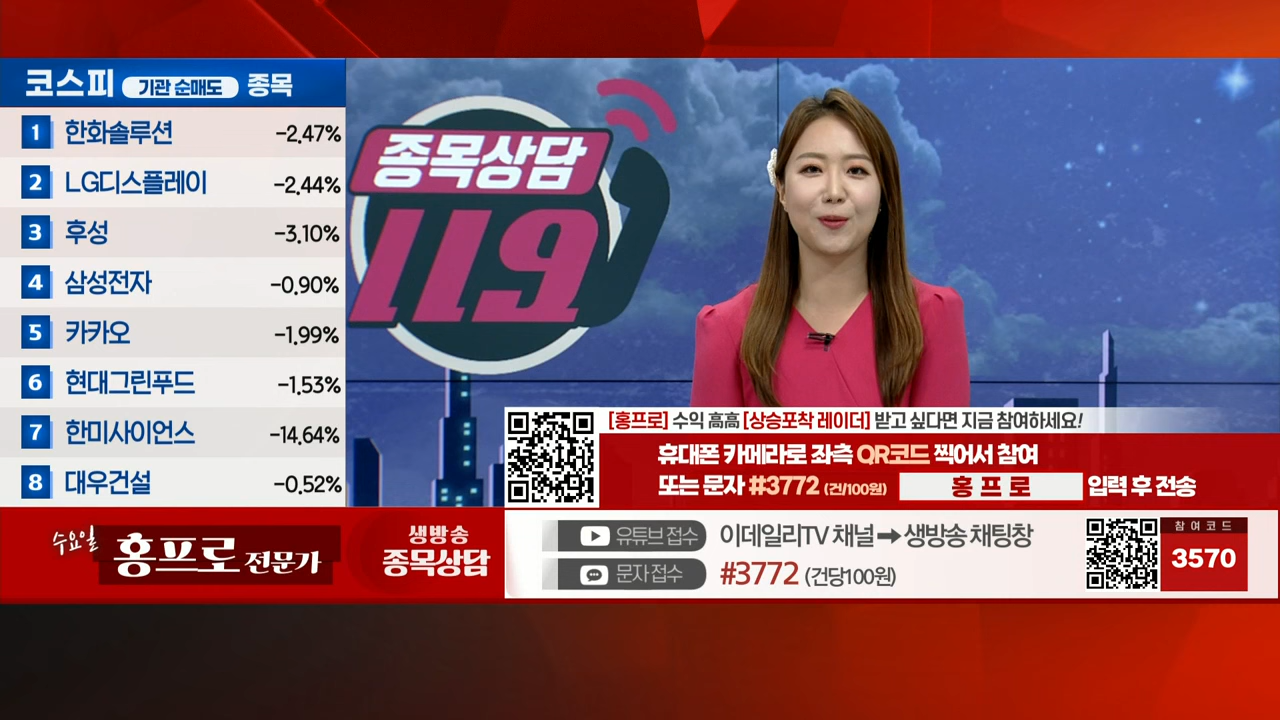 코스피 기관 순매도 종목
1 한화솔루션 -2.47%
2 LG디스플레이 -2.44%
3 후성 -3.10%
4 삼성전자 -0.90%
5 카카오 -1.99%
6 현대그린푸드 -1.53%
7 한미사이언스 -14.64%
8 대우건설 -0.52%
종목상담
119
[홍프로] 수익 高高 [상승포착 레이더] 받고 싶다면 지금 참여하세요!
휴대폰 카메라로 좌측 QR코드 찍어서 참여
또는 문자 #3772 (건/100원) 홍프로 입력 후 전송
수요일 홍프로 전문가
생방송
종목상담
유튜브 접수 이데일리TV 채널 ➡ 생방송 채팅창
문자 접수 #3772 (건당100원)
참여코드
3570